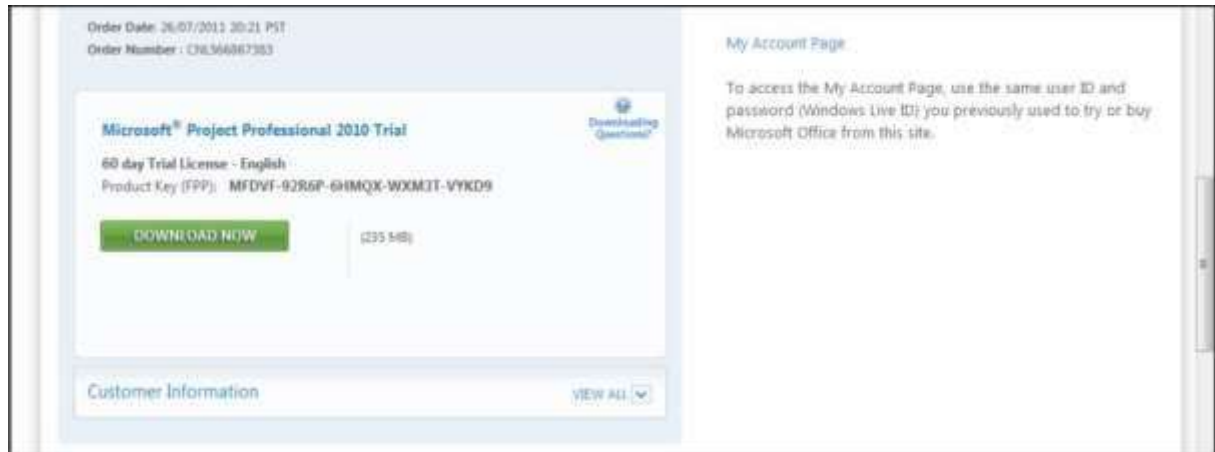 Order Date: 26/07/2011 20:21 PST
Order Number : CNL566867383
Microsoft® Project Professional 2010 Trial
Downloading
Questions?
60 day Trial License - English
Product Key (FPP): MFDVF-92R6P-6HMQX-WXM3T-VYKD9
DOWNLOAD NOW
(235 MB)
Customer Information
VIEW ALL
My Account Page
To access the My Account Page, use the same user ID and
password (Windows Live ID) you previously used to try or buy
Microsoft Office from this site.